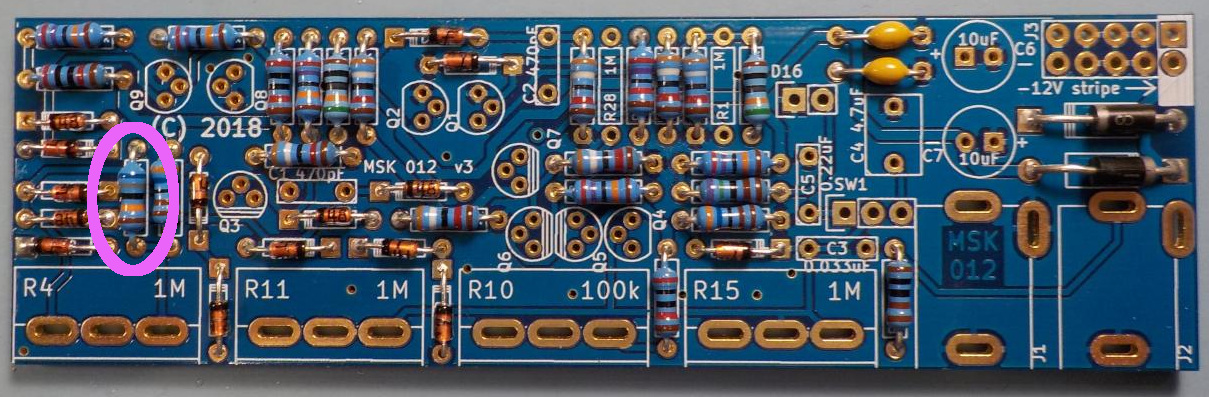 J3
10uF
C6
+
C2 470pF
1M
1M
R28
R1
D16
-12V stripe →
Q9
Q8
Q2
Q1
(C) 2018
Q7
C4 4.7uF
C7
10uF
+
C1 470pF
MSK 012 v3
C5
0.22uF
SW1
Q3
Q6
Q5
Q4
C3
0.033uF
MSK
012
R4 1M
R11 1M
R10 100k
R15 1M
J1
J2